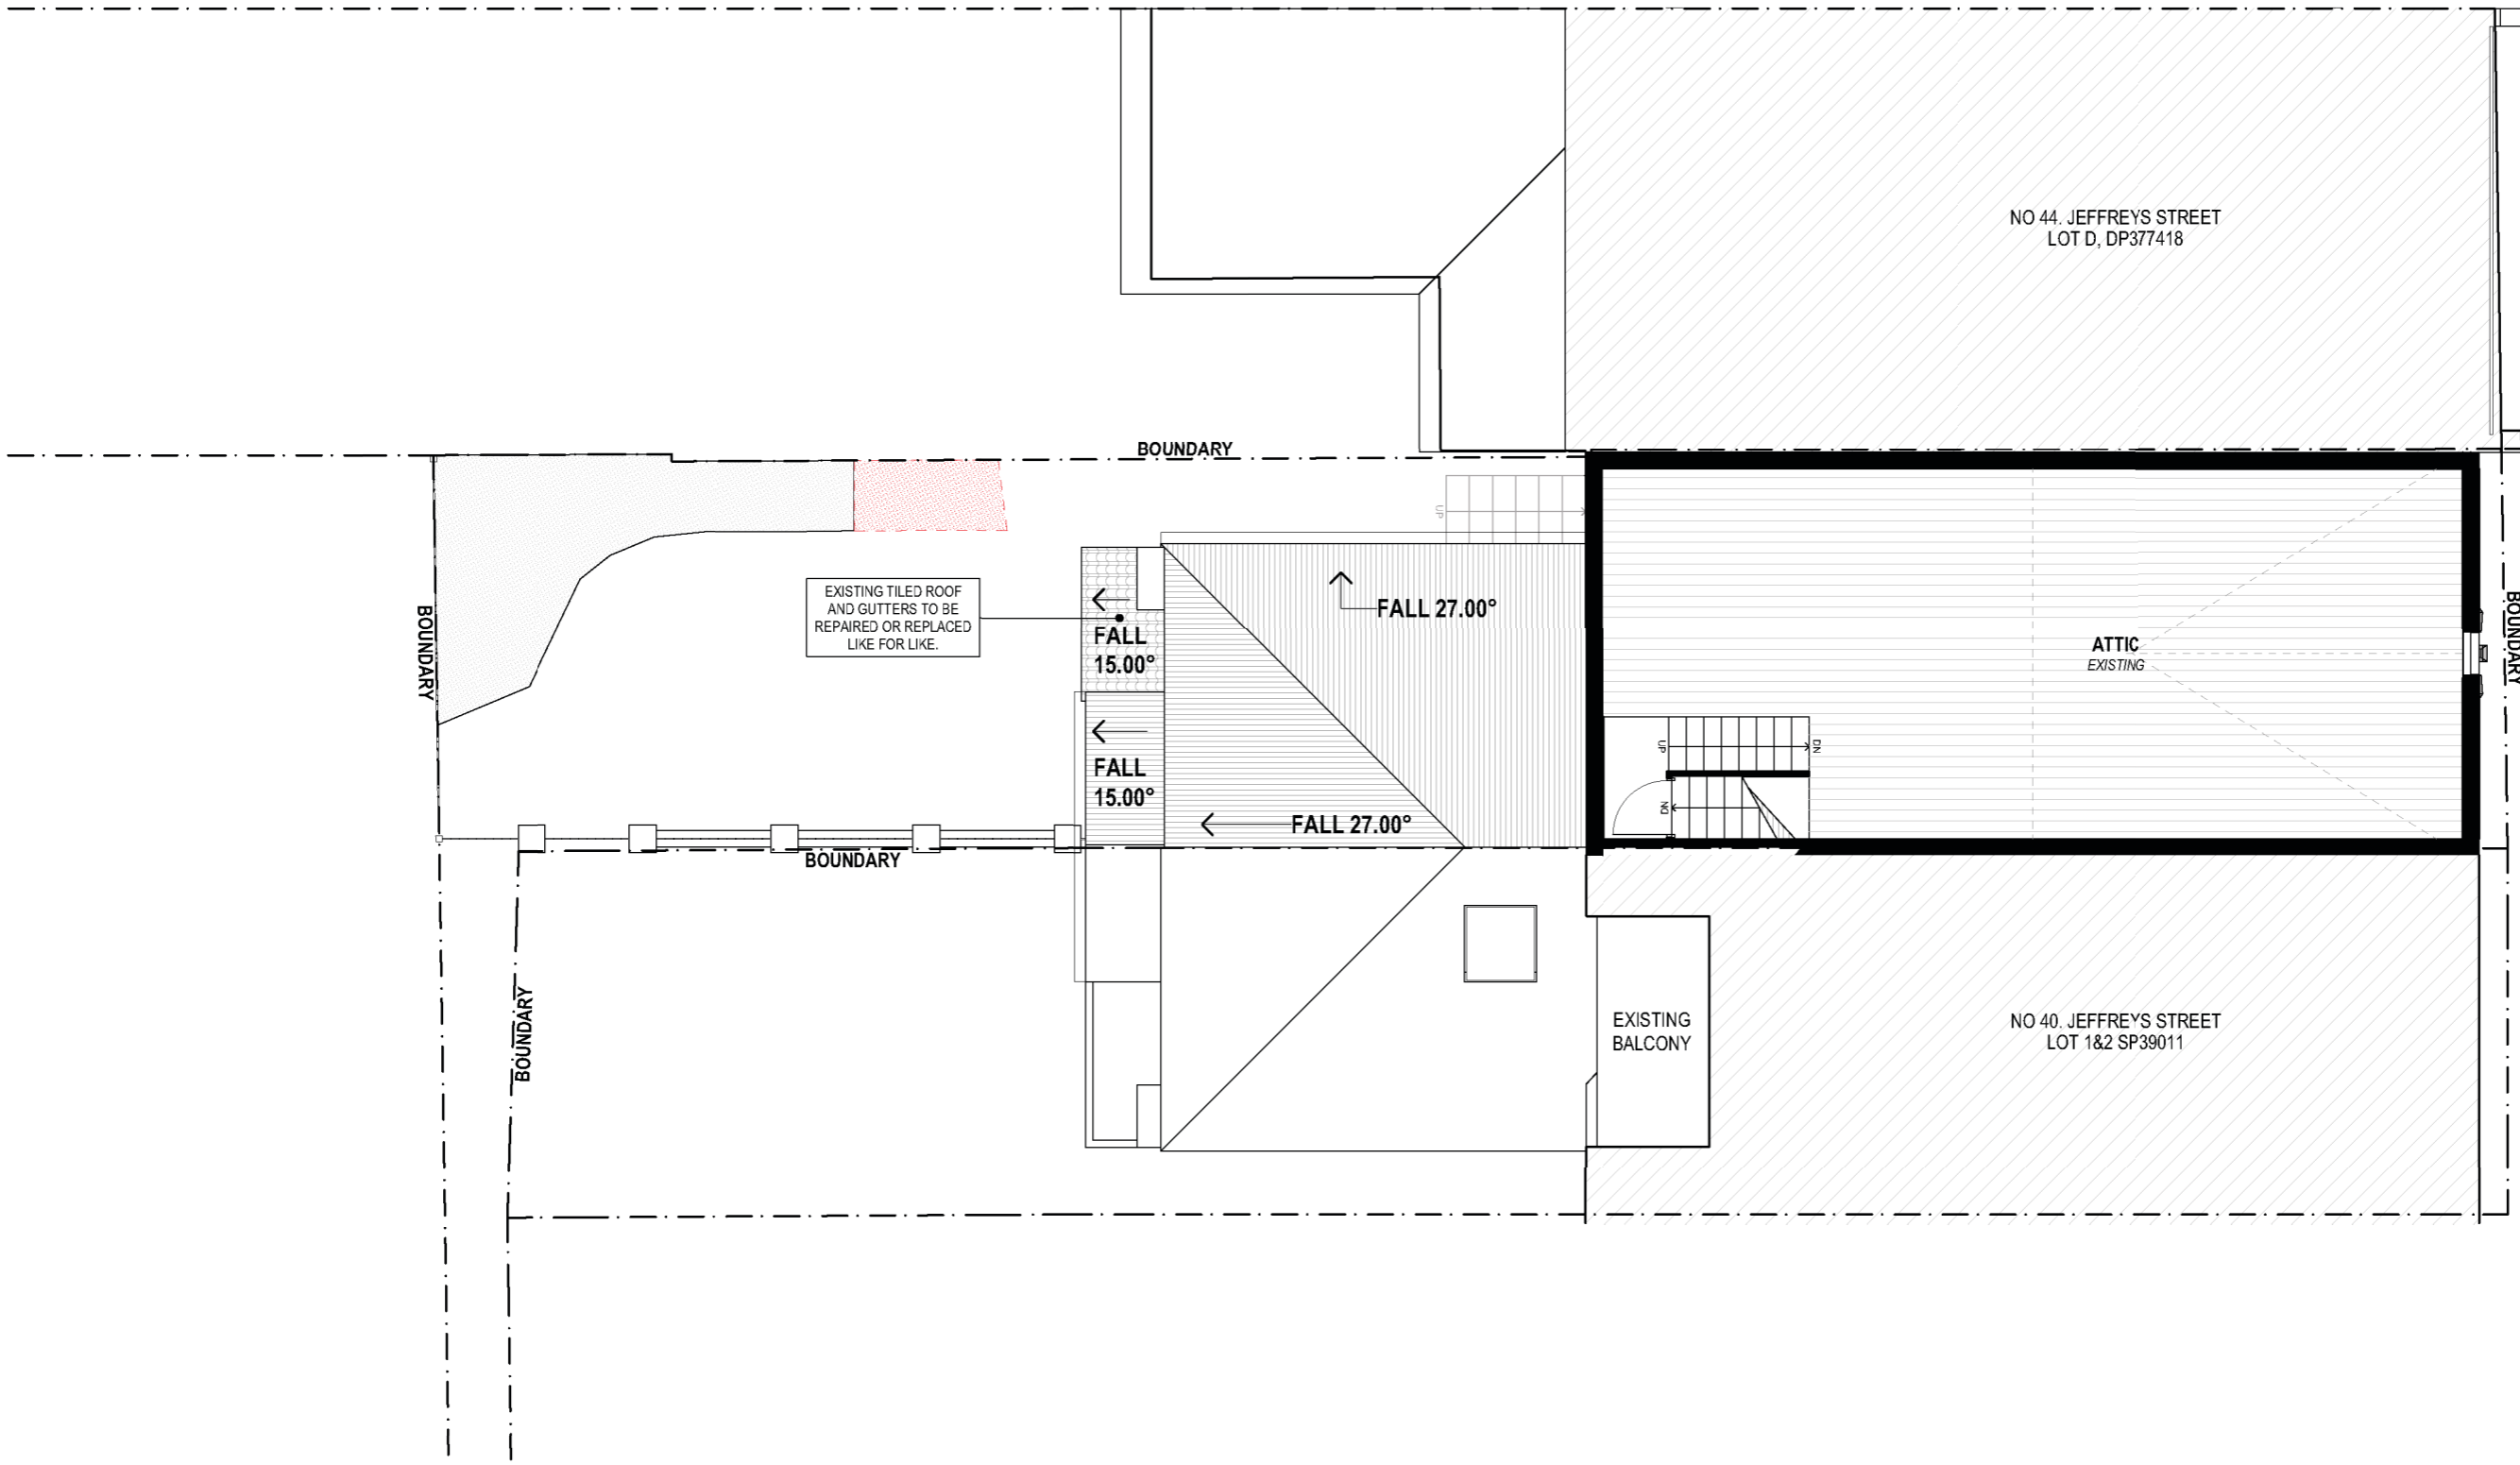 NO 44. JEFFREYS STREET
LOT D, DP377418
BOUNDARY
UP
EXISTING TILED ROOF
AND GUTTERS TO BE
REPAIRED OR REPLACED
LIKE FOR LIKE.
FALL
15.00°
FALL 27.00°
BOUNDARY
BOUNDARY
ATTIC
EXISTING
UP
DN
FALL
15.00°
DN
FALL 27.00°
BOUNDARY
BOUNDARY
EXISTING
BALCONY
NO 40. JEFFREYS STREET
LOT 1&2 SP39011